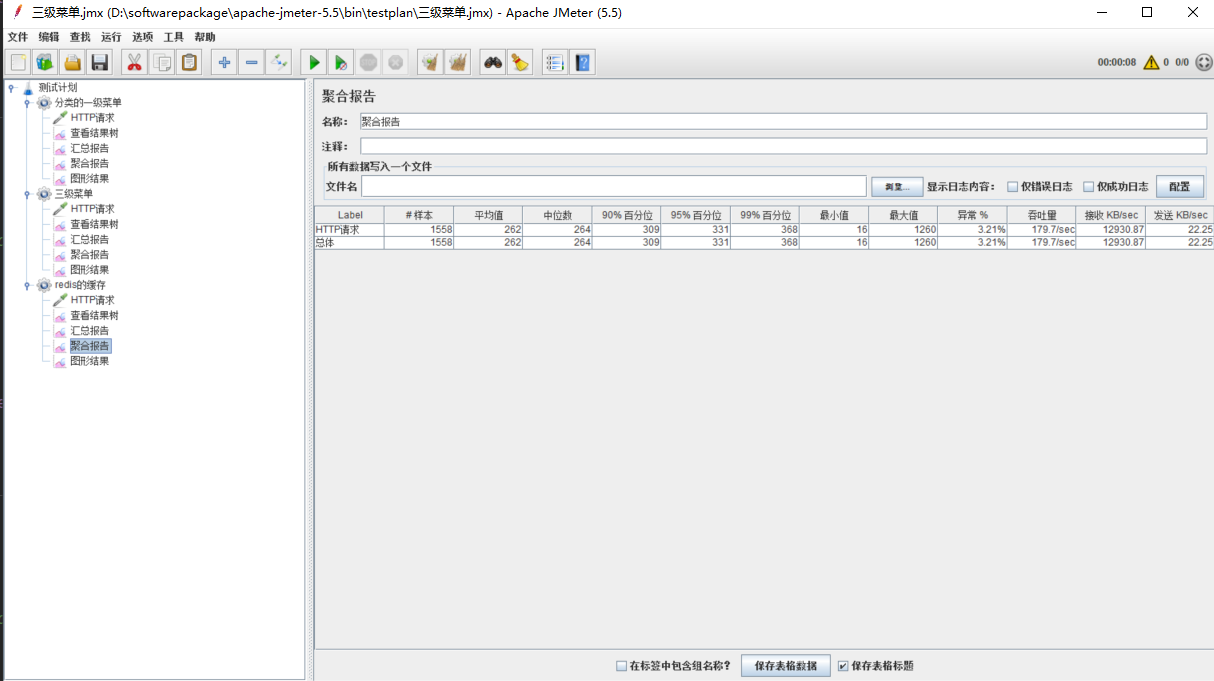 三级菜单.jmx (D:\softwarepackage\apache-jmeter-5.5\bin\testplan\三级菜单.jmx) - Apache JMeter (5.5)
文件 编辑 查找 运行 选项 工具 帮助
00:00:08 0 0/0
测试计划
分类的一级菜单
HTTP请求
查看结果树
汇总报告
聚合报告
图形结果
三级菜单
HTTP请求
查看结果树
汇总报告
聚合报告
图形结果
redis的缓存
HTTP请求
查看结果树
汇总报告
聚合报告
图形结果
聚合报告
名称： 聚合报告
注释：
所有数据写入一个文件
文件名 浏览... 显示日志内容： 仅错误日志 仅成功日志 配置
Label # 样本 平均值 中位数 90% 百分位 95% 百分位 99% 百分位 最小值 最大值 异常 % 吞吐量 接收 KB/sec 发送 KB/sec
HTTP请求 1558 262 264 309 331 368 16 1260 3.21% 179.7/sec 12930.87 22.25
总体 1558 262 264 309 331 368 16 1260 3.21% 179.7/sec 12930.87 22.25
在标签中包含组名称？ 保存表格数据 保存表格标题